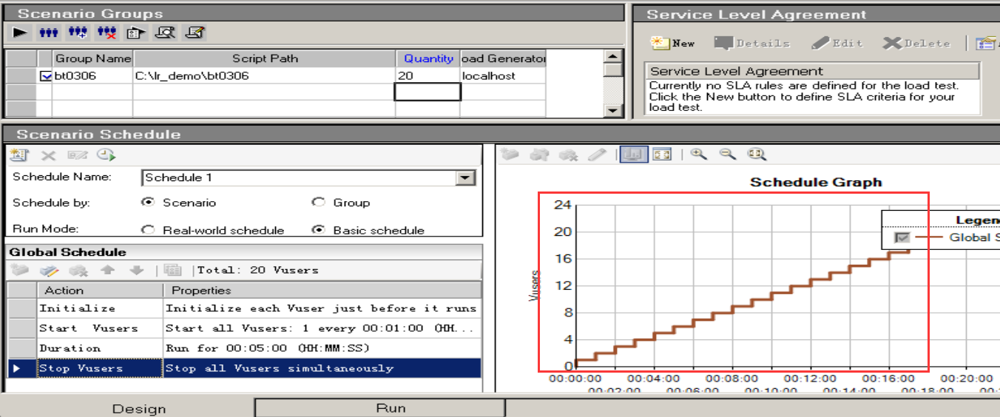 Scenario Groups
Group Name Script Path Quantity oad Generator
bt0306 C:\lr_demo\bt0306 20 localhost
Service Level Agreement
New Details Edit Delete
Service Level Agreement
Currently no SLA rules are defined for the load test.
Click the New button to define SLA criteria for your
load test.
Scenario Schedule
Schedule Name: Schedule 1
Schedule by: Scenario Group
Run Mode: Real-world schedule Basic schedule
Global Schedule
Total: 20 Vusers
Action Properties
Initialize Initialize each Vuser just before it runs
Start Vusers Start all Vusers: 1 every 00:01:00 (HH...
Duration Run for 00:05:00 (HH:MM:SS)
Stop Vusers Stop all Vusers simultaneously
Schedule Graph
24
20
16
12
8
4
0
Vusers
Legen
Global S
00:00:00 00:04:00 00:08:00 00:12:00 00:16:00 00:20:00
00:02:00 00:06:00 00:10:00 00:14:00 00:18:00
Design Run